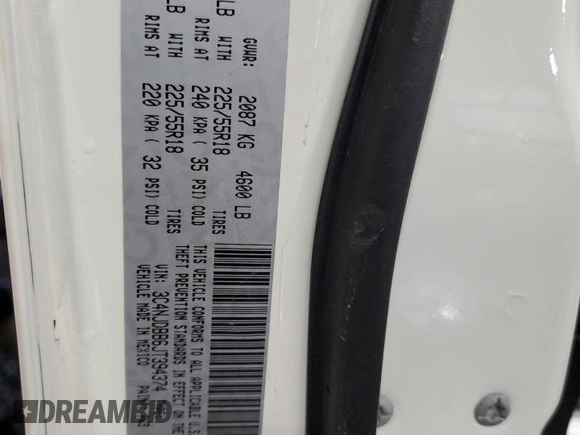 GVWR: 2087 KG 4600 LB
LB WITH 225/55R18 TIRES
RIMS AT 240 KPA ( 35 PSI) COLD
LB WITH 225/55R18 TIRES
RIMS AT 220 KPA ( 32 PSI) COLD
THIS VEHICLE CONFORMS TO ALL APPLICABLE U.S.
THEFT PREVENTION STANDARDS IN EFFECT ON
VIN: 3C4NJDBB6JT394374
VEHICLE MADE IN MEXICO
DREAMBID